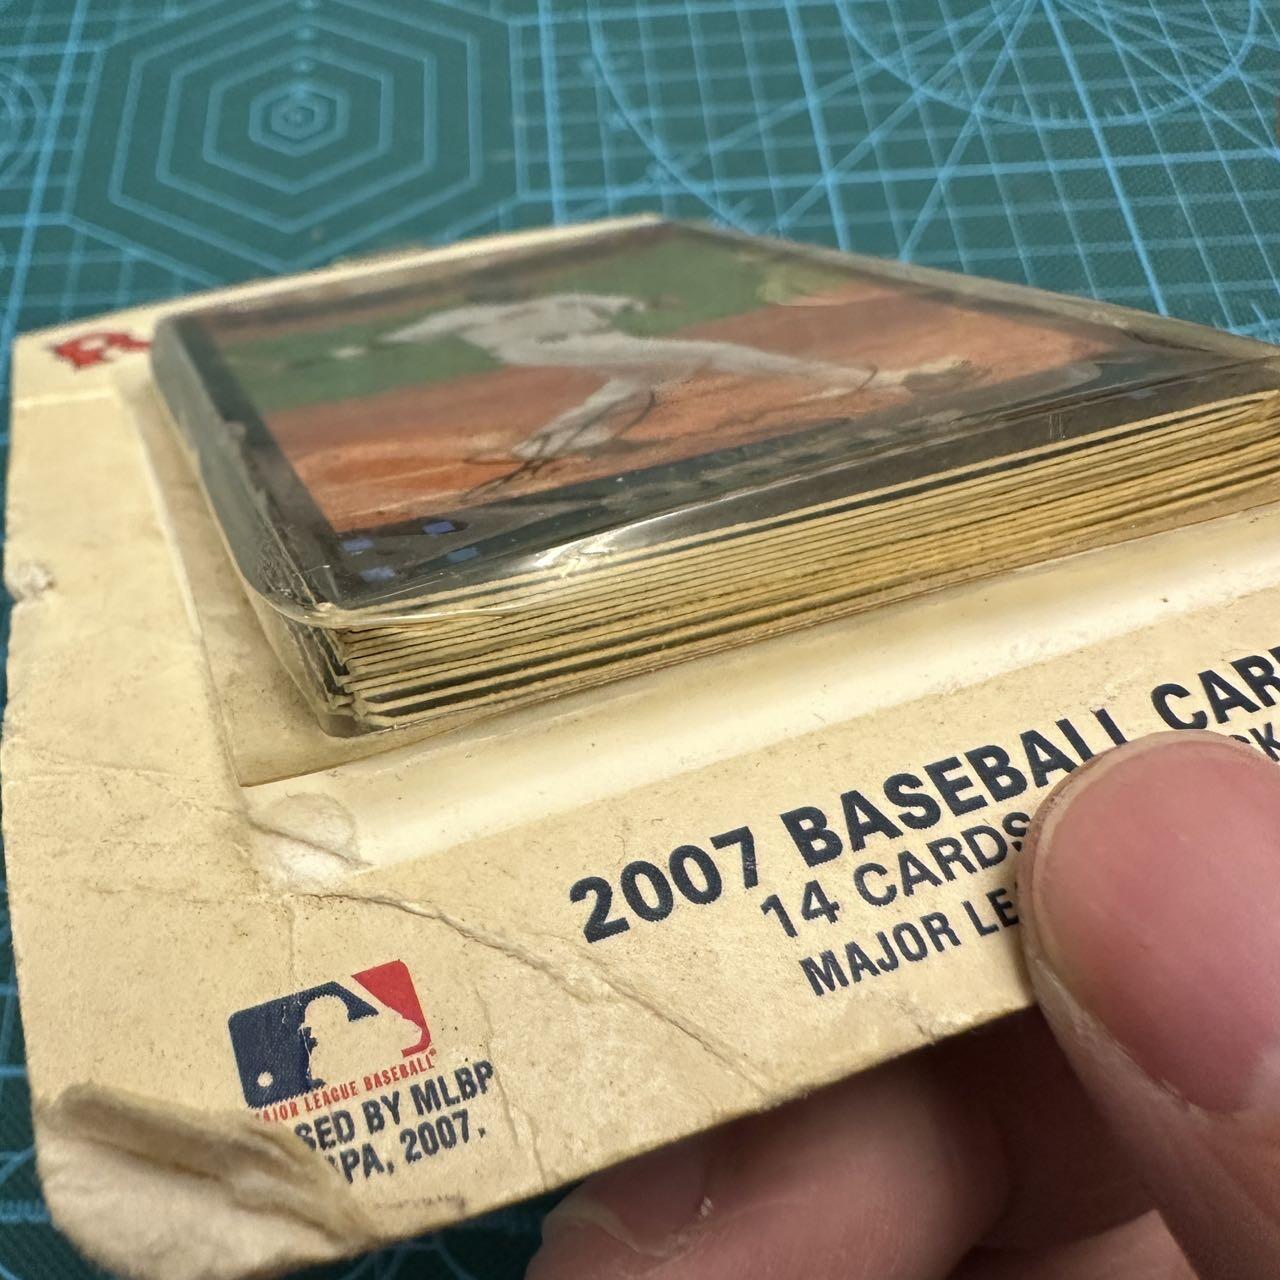 R
2007 BASEBALL CAR
14 CARDS
MAJOR LE
MAJOR LEAGUE BASEBALL®
SED BY MLBP
PA, 2007.